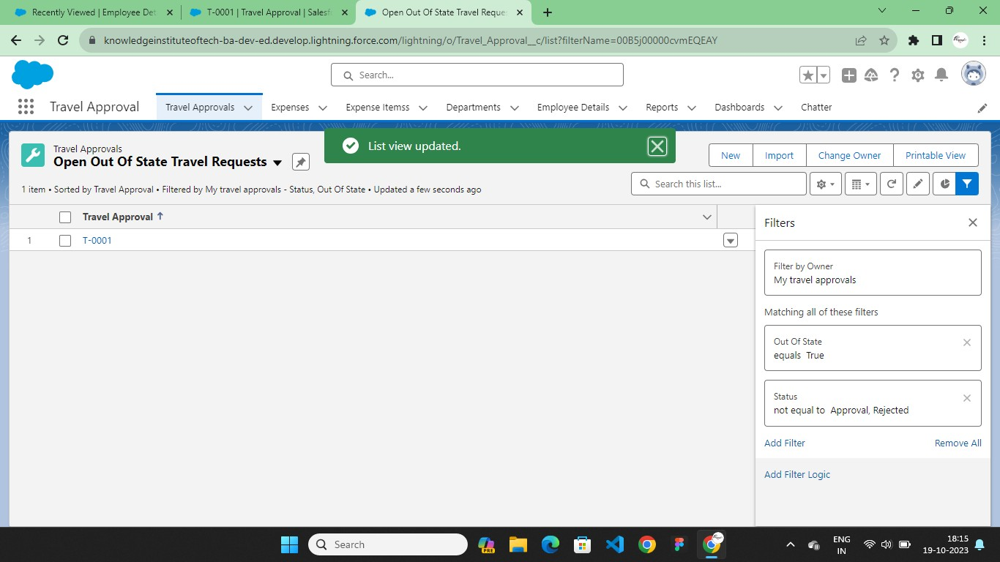 Recently Viewed | Employee Det
T-0001 | Travel Approval | Salesf
Open Out Of State Travel Reques
knowledgeinstituteoftech-ba-dev-ed.develop.lightning.force.com/lightning/o/Travel_Approval__c/list?filterName=00B5j00000cvmEQEAY
Search...
Travel Approval
Travel Approvals
Expenses
Expense Itemss
Departments
Employee Details
Reports
Dashboards
Chatter
Travel Approvals
Open Out Of State Travel Requests
List view updated.
New
Import
Change Owner
Printable View
1 item • Sorted by Travel Approval • Filtered by My travel approvals - Status, Out Of State • Updated a few seconds ago
Search this list...
Travel Approval
1
T-0001
Filters
Filter by Owner
My travel approvals
Matching all of these filters
Out Of State
equals True
Status
not equal to Approval, Rejected
Add Filter
Remove All
Add Filter Logic
Search
PRE
ENG
IN
18:15
19-10-2023